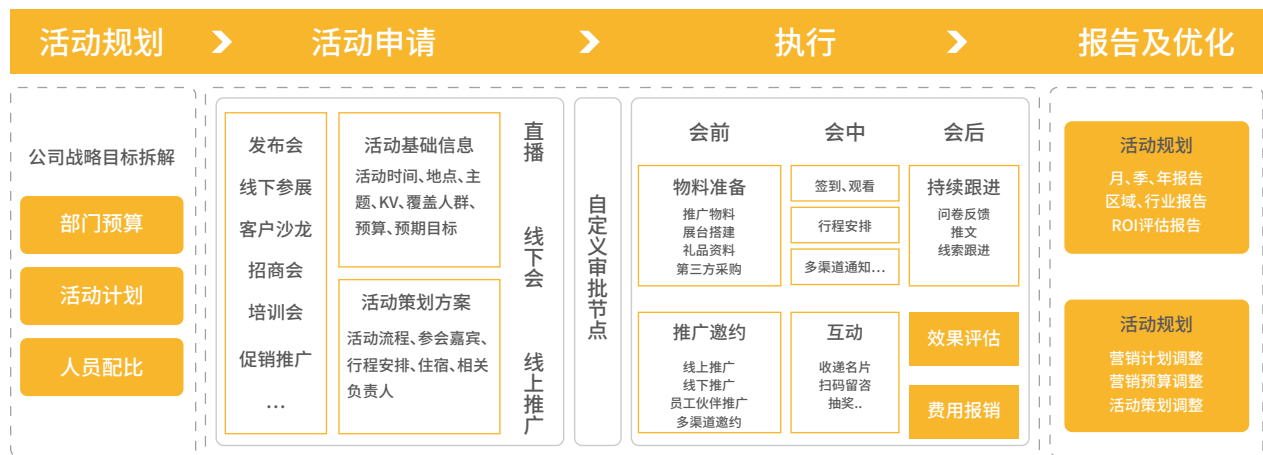 活动规划
活动申请
执行
报告及优化
公司战略目标拆解
部门预算
活动计划
人员配比
发布会
线下参展
客户沙龙
招商会
培训会
促销推广
...
活动基础信息
活动时间、地点、主
题、KV、覆盖人群、
预算、预期目标
活动策划方案
活动流程、参会嘉宾、
行程安排、住宿、相关
负责人
直播
线下会
线上推广
自定义审批节点
会前
物料准备
推广物料
展台搭建
礼品资料
第三方采购
推广邀约
线上推广
线下推广
员工伙伴推广
多渠道邀约
会中
签到、观看
行程安排
多渠道通知...
互动
收递名片
扫码留咨
抽奖..
会后
持续跟进
问卷反馈
推文
线索跟进
效果评估
费用报销
活动规划
月、季、年报告
区域、行业报告
ROI评估报告
活动规划
营销计划调整
营销预算调整
活动策划调整